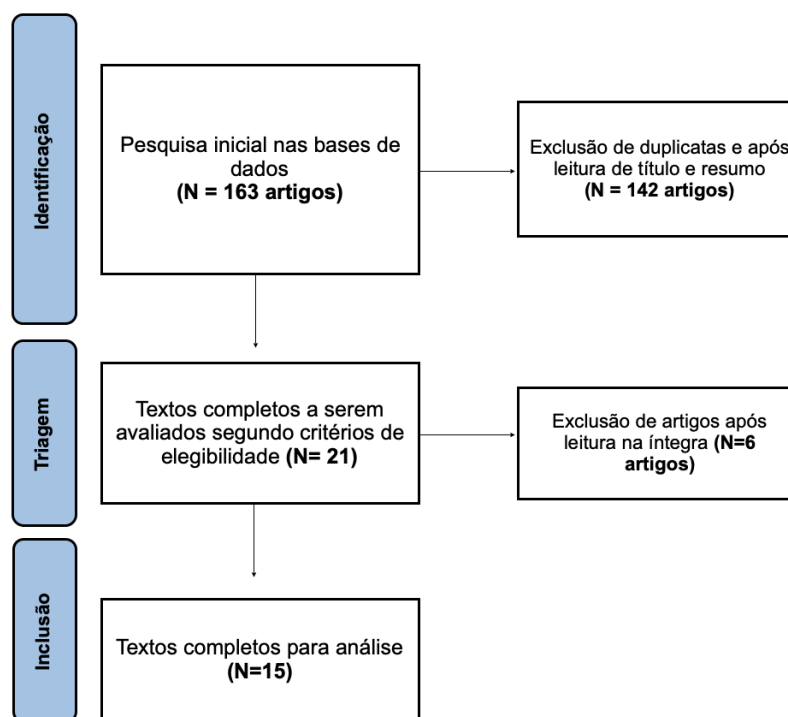 Identificação
Pesquisa inicial nas bases de
dados
(N = 163 artigos)
Exclusão de duplicatas e após
leitura de título e resumo
(N = 142 artigos)
Triagem
Textos completos a serem
avaliados segundo critérios de
elegibilidade (N= 21)
Exclusão de artigos após
leitura na íntegra (N=6
artigos)
Inclusão
Textos completos para análise
(N=15)